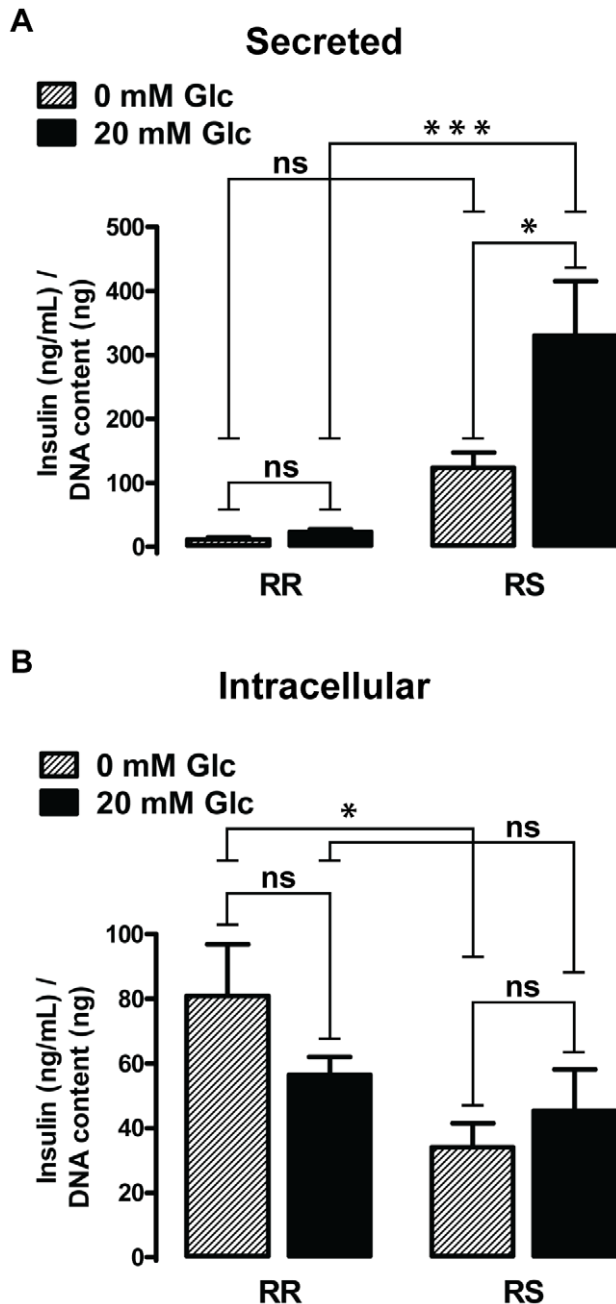 A
Secreted
0 mM Glc
20 mM Glc
***
ns
*
500
400
300
200
100
0
Insulin (ng/mL) /
DNA content (ng)
ns
RR
RS
B
Intracellular
0 mM Glc
20 mM Glc
*
ns
ns
ns
100
80
60
40
20
0
Insulin (ng/mL) /
DNA content (ng)
RR
RS